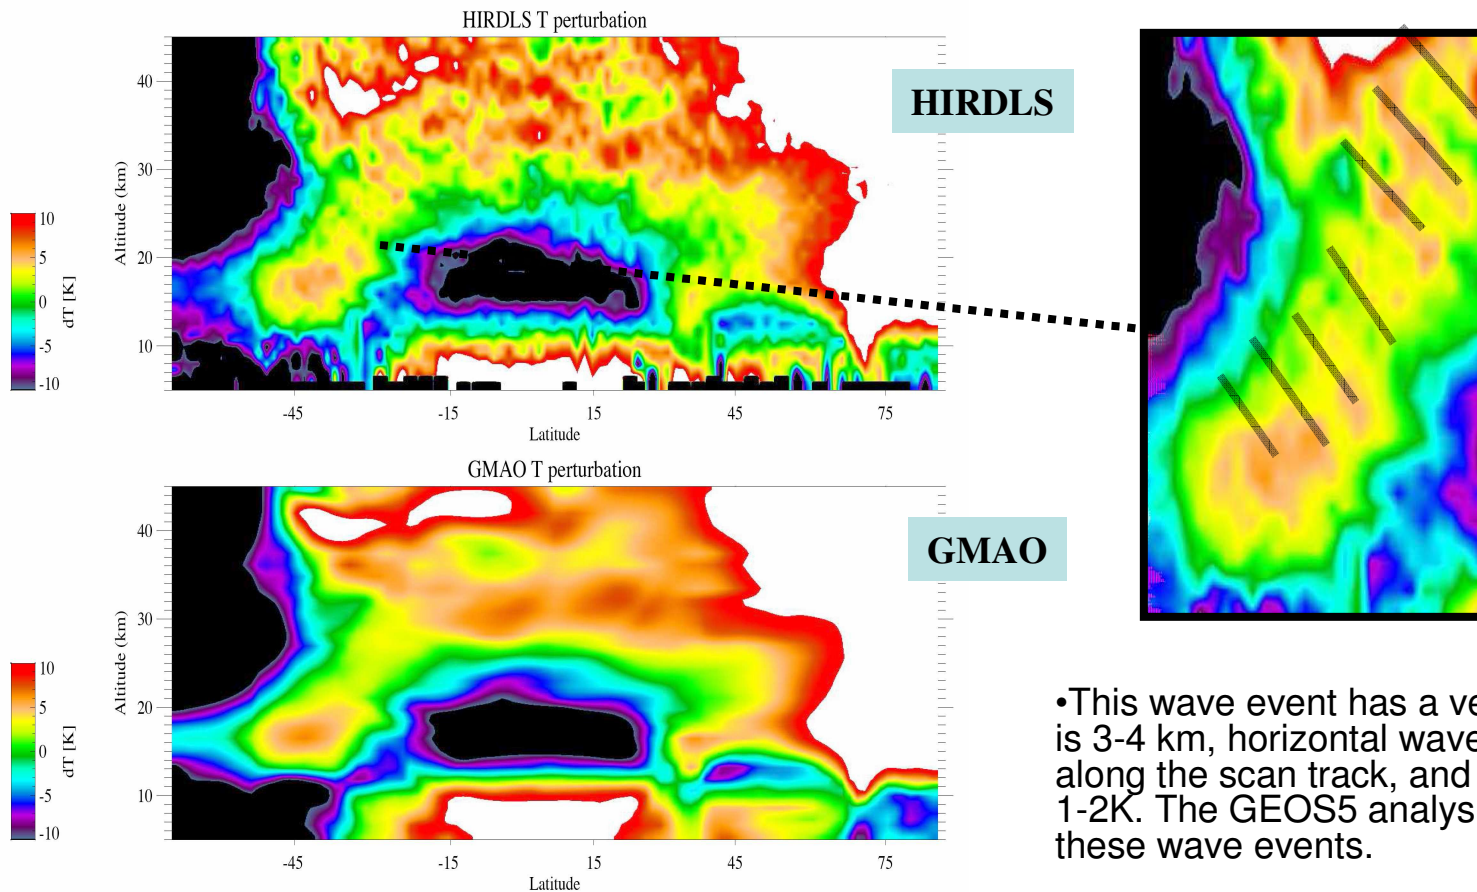 HIRDLS T perturbation
HIRDLS
Altitude (km)
40
30
20
10
-45
-15
15
45
75
Latitude
10
5
0
-5
-10
dT [K]
GMAO T perturbation
GMAO
Altitude (km)
40
30
20
10
-45
-15
15
45
75
Latitude
10
5
0
-5
-10
dT [K]
•This wave event has a ve
is 3-4 km, horizontal wave
along the scan track, and
1-2K. The GEOS5 analys
these wave events.